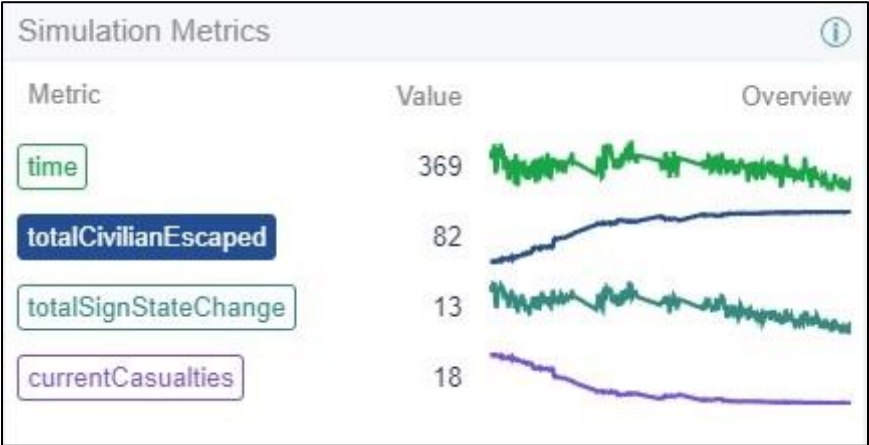 Simulation Metrics
Metric Value Overview
time 369
totalCivilianEscaped 82
totalSignStateChange 13
currentCasualties 18